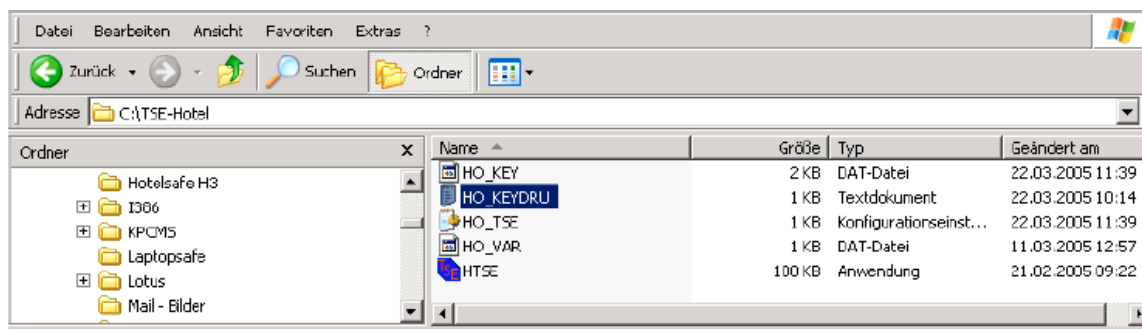 Datei Bearbeiten Ansicht Favoriten Extras ?
Zurück Suchen Ordner
Adresse C:\TSE-Hotel
Ordner x Name Größe Typ Geändert am
Hotelsafe H3
I386
KPCMS
Laptopsafe
Lotus
Mail - Bilder
HO_KEY 2 KB DAT-Datei 22.03.2005 11:39
HO_KEYDRU 1 KB Textdokument 22.03.2005 10:14
HO_TSE 1 KB Konfigurationseinst... 22.03.2005 11:39
HO_VAR 1 KB DAT-Datei 11.03.2005 12:57
HTSE 100 KB Anwendung 21.02.2005 09:22